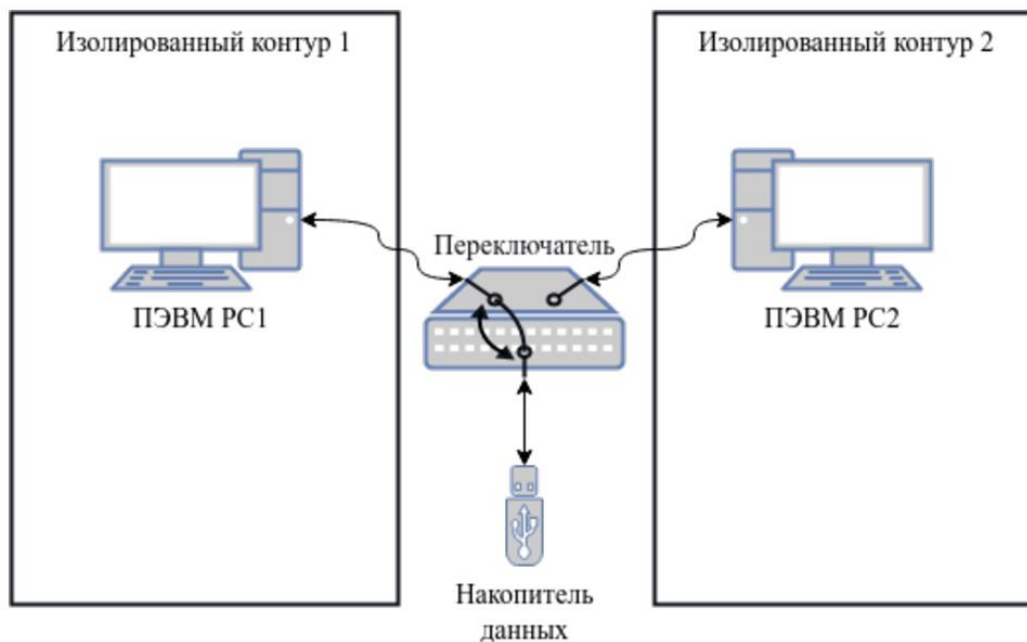 Изолированный контур 1
Изолированный контур 2
Переключатель
ПЭВМ PC1
ПЭВМ PC2
Накопитель
данных